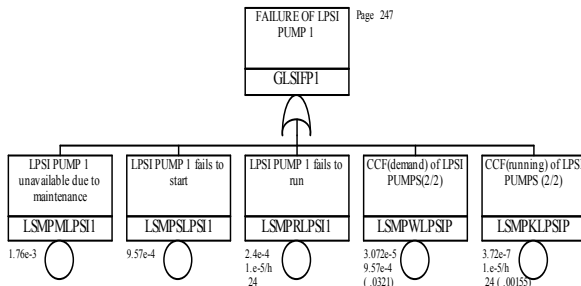 FAILURE OF LPSI
PUMP 1
Page 247
GLSIFP1
LPSI PUMP 1
unavailable due to
maintenance
LSMPMLPSI1
1.76e-3
LPSI PUMP 1 fails to
start
LSMPSLPSI1
9.57e-4
LPSI PUMP 1 fails to
run
LSMPRLPSI1
2.4e-4
1.e-5/h
24
CCF(demand) of LPSI
PUMPS(2/2)
LSMPWLPSIP
3.072e-5
9.57e-4
( .0321)
CCF(running) of LPSI
PUMPS (2/2)
LSMPKLPSIP
3.72e-7
1.e-5/h
24 ( .00155)